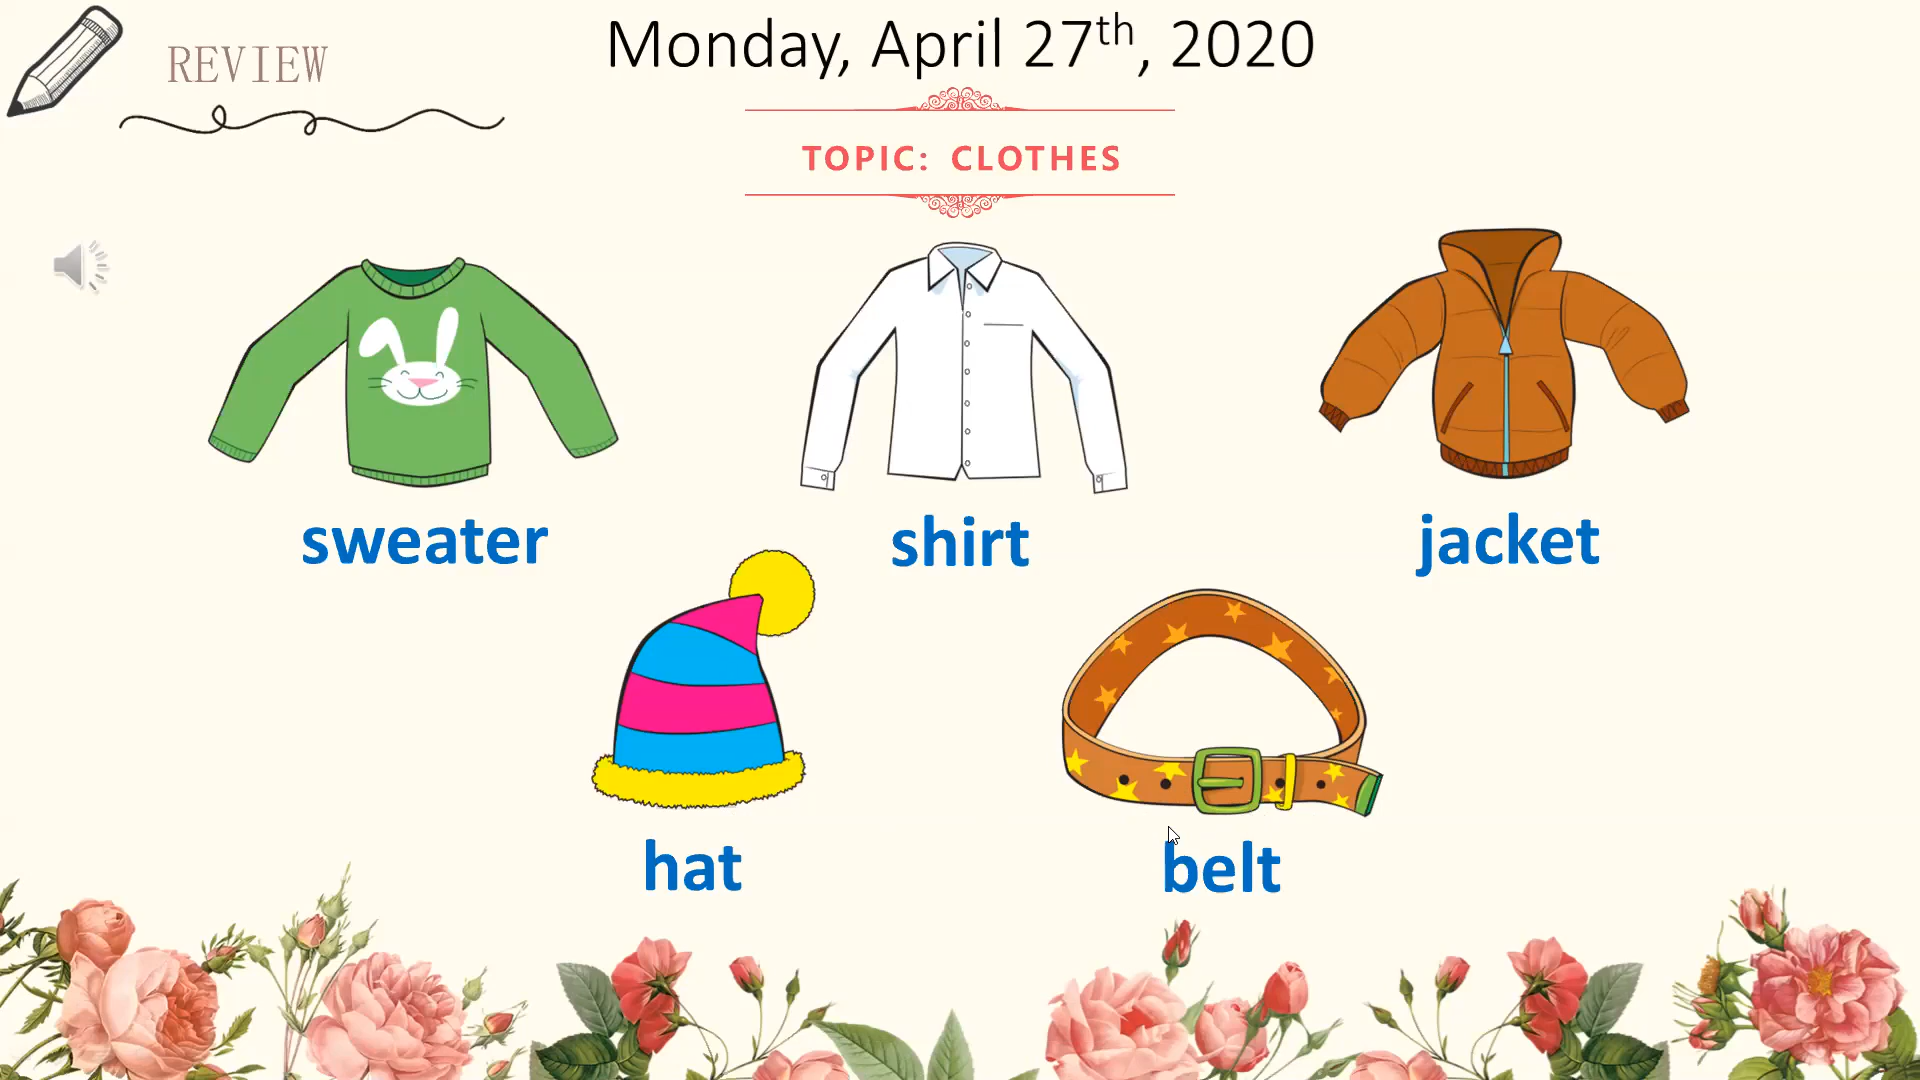 REVIEW
Monday, April 27th, 2020
TOPIC: CLOTHES
sweater
shirt
jacket
hat
belt